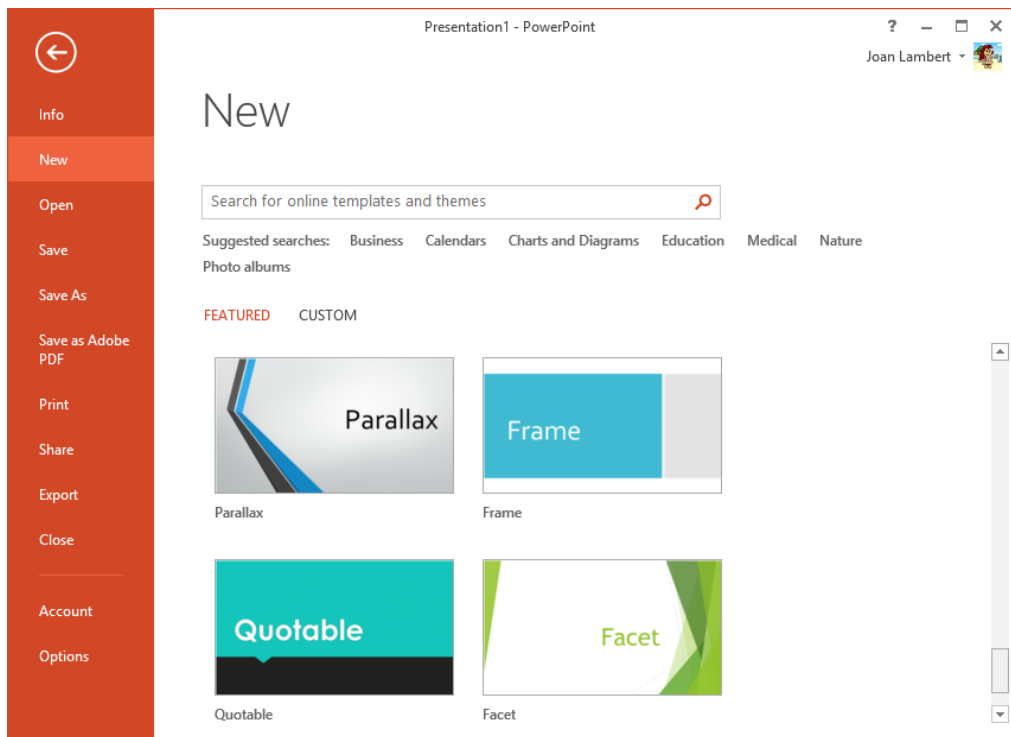 Presentation1 - PowerPoint
?
Joan Lambert
Info
New
Open
Save
Save As
Save as Adobe
PDF
Print
Share
Export
Close
Account
Options
New
Search for online templates and themes
Suggested searches: Business Calendars Charts and Diagrams Education Medical Nature
Photo albums
FEATURED CUSTOM
Parallax
Frame
Parallax
Frame
Quotable
Facet
Quotable
Facet